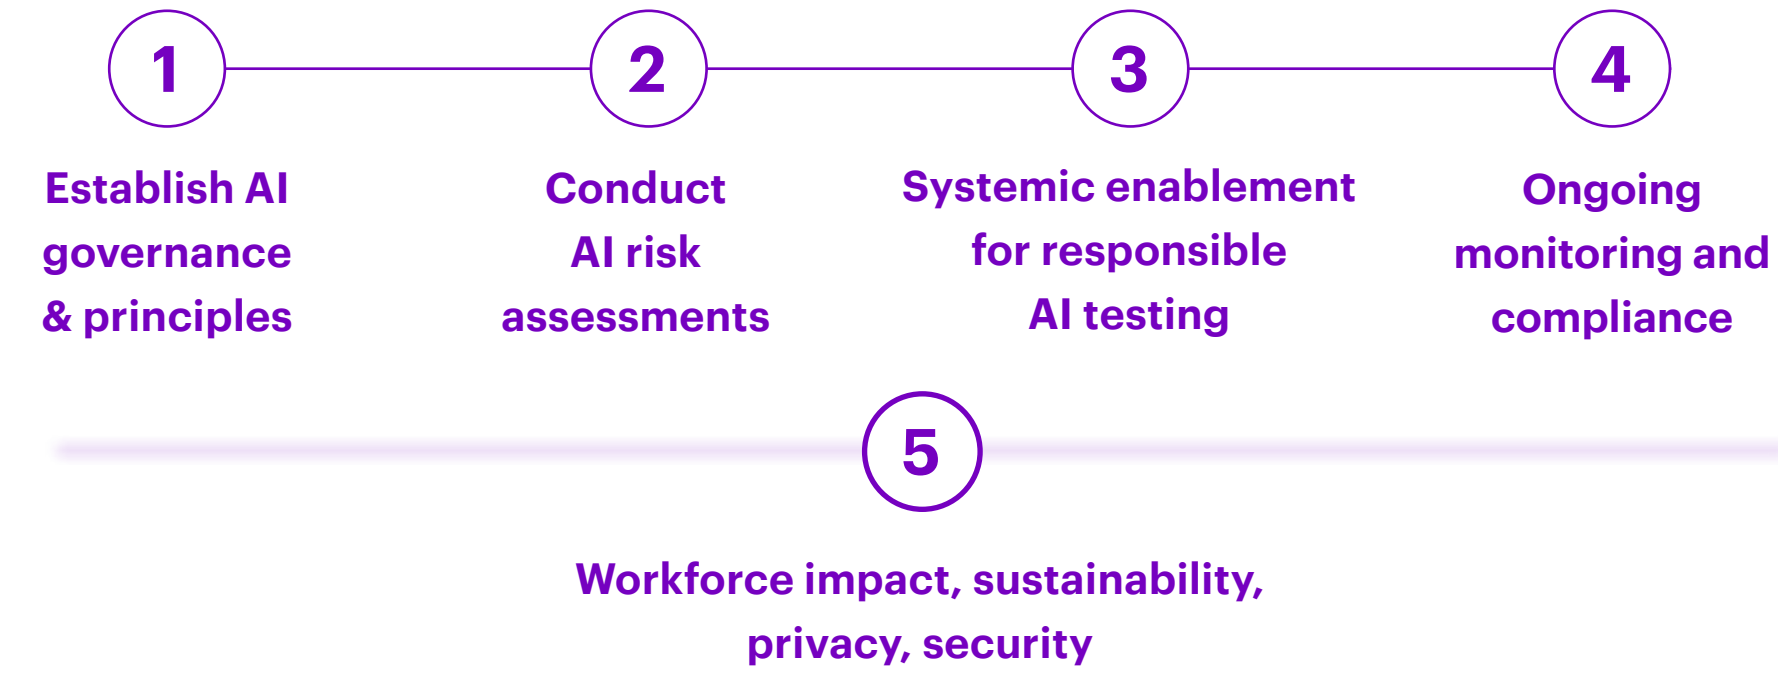 1
2
3
4
Establish AI
governance
& principles
Conduct
AI risk
assessments
Systemic enablement
for responsible
AI testing
Ongoing
monitoring and
compliance
5
Workforce impact, sustainability,
privacy, security